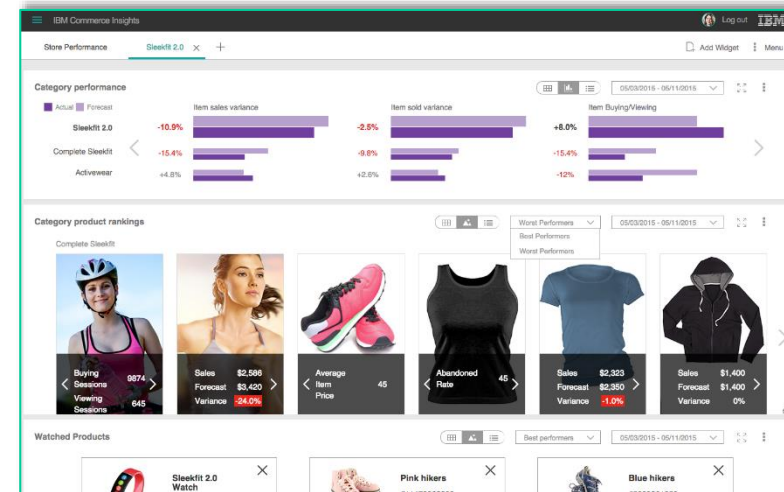 IBM Commerce Insights
Log out IBM
Store Performance Sleekfit 2.0 × +
Add Widget Menu
Category performance
05/03/2015 - 05/11/2015
Actual Forecast
Item sales variance Item sold variance Item Buying/Viewing
Sleekfit 2.0 -10.9% -2.5% +8.0%
Complete Sleekfit -15.4% -9.8% -15.4%
Activewear +4.8% +2.6% -12%
Category product rankings
Worst Performers 05/03/2015 - 05/11/2015
Best Performers
Worst Performers
Complete Sleekfit
Buying Sessions 9874
Viewing Sessions 645
Sales $2,586
Forecast $3,420
Variance -24.0%
Average Item Price 45
Abandoned Rate 45
Sales $2,323
Forecast $2,350
Variance -1.0%
Sales $1,400
Forecast $1,400
Variance 0%
Watched Products
Best performers 05/03/2015 - 05/11/2015
Sleekfit 2.0
Watch
Pink hikers
Blue hikers